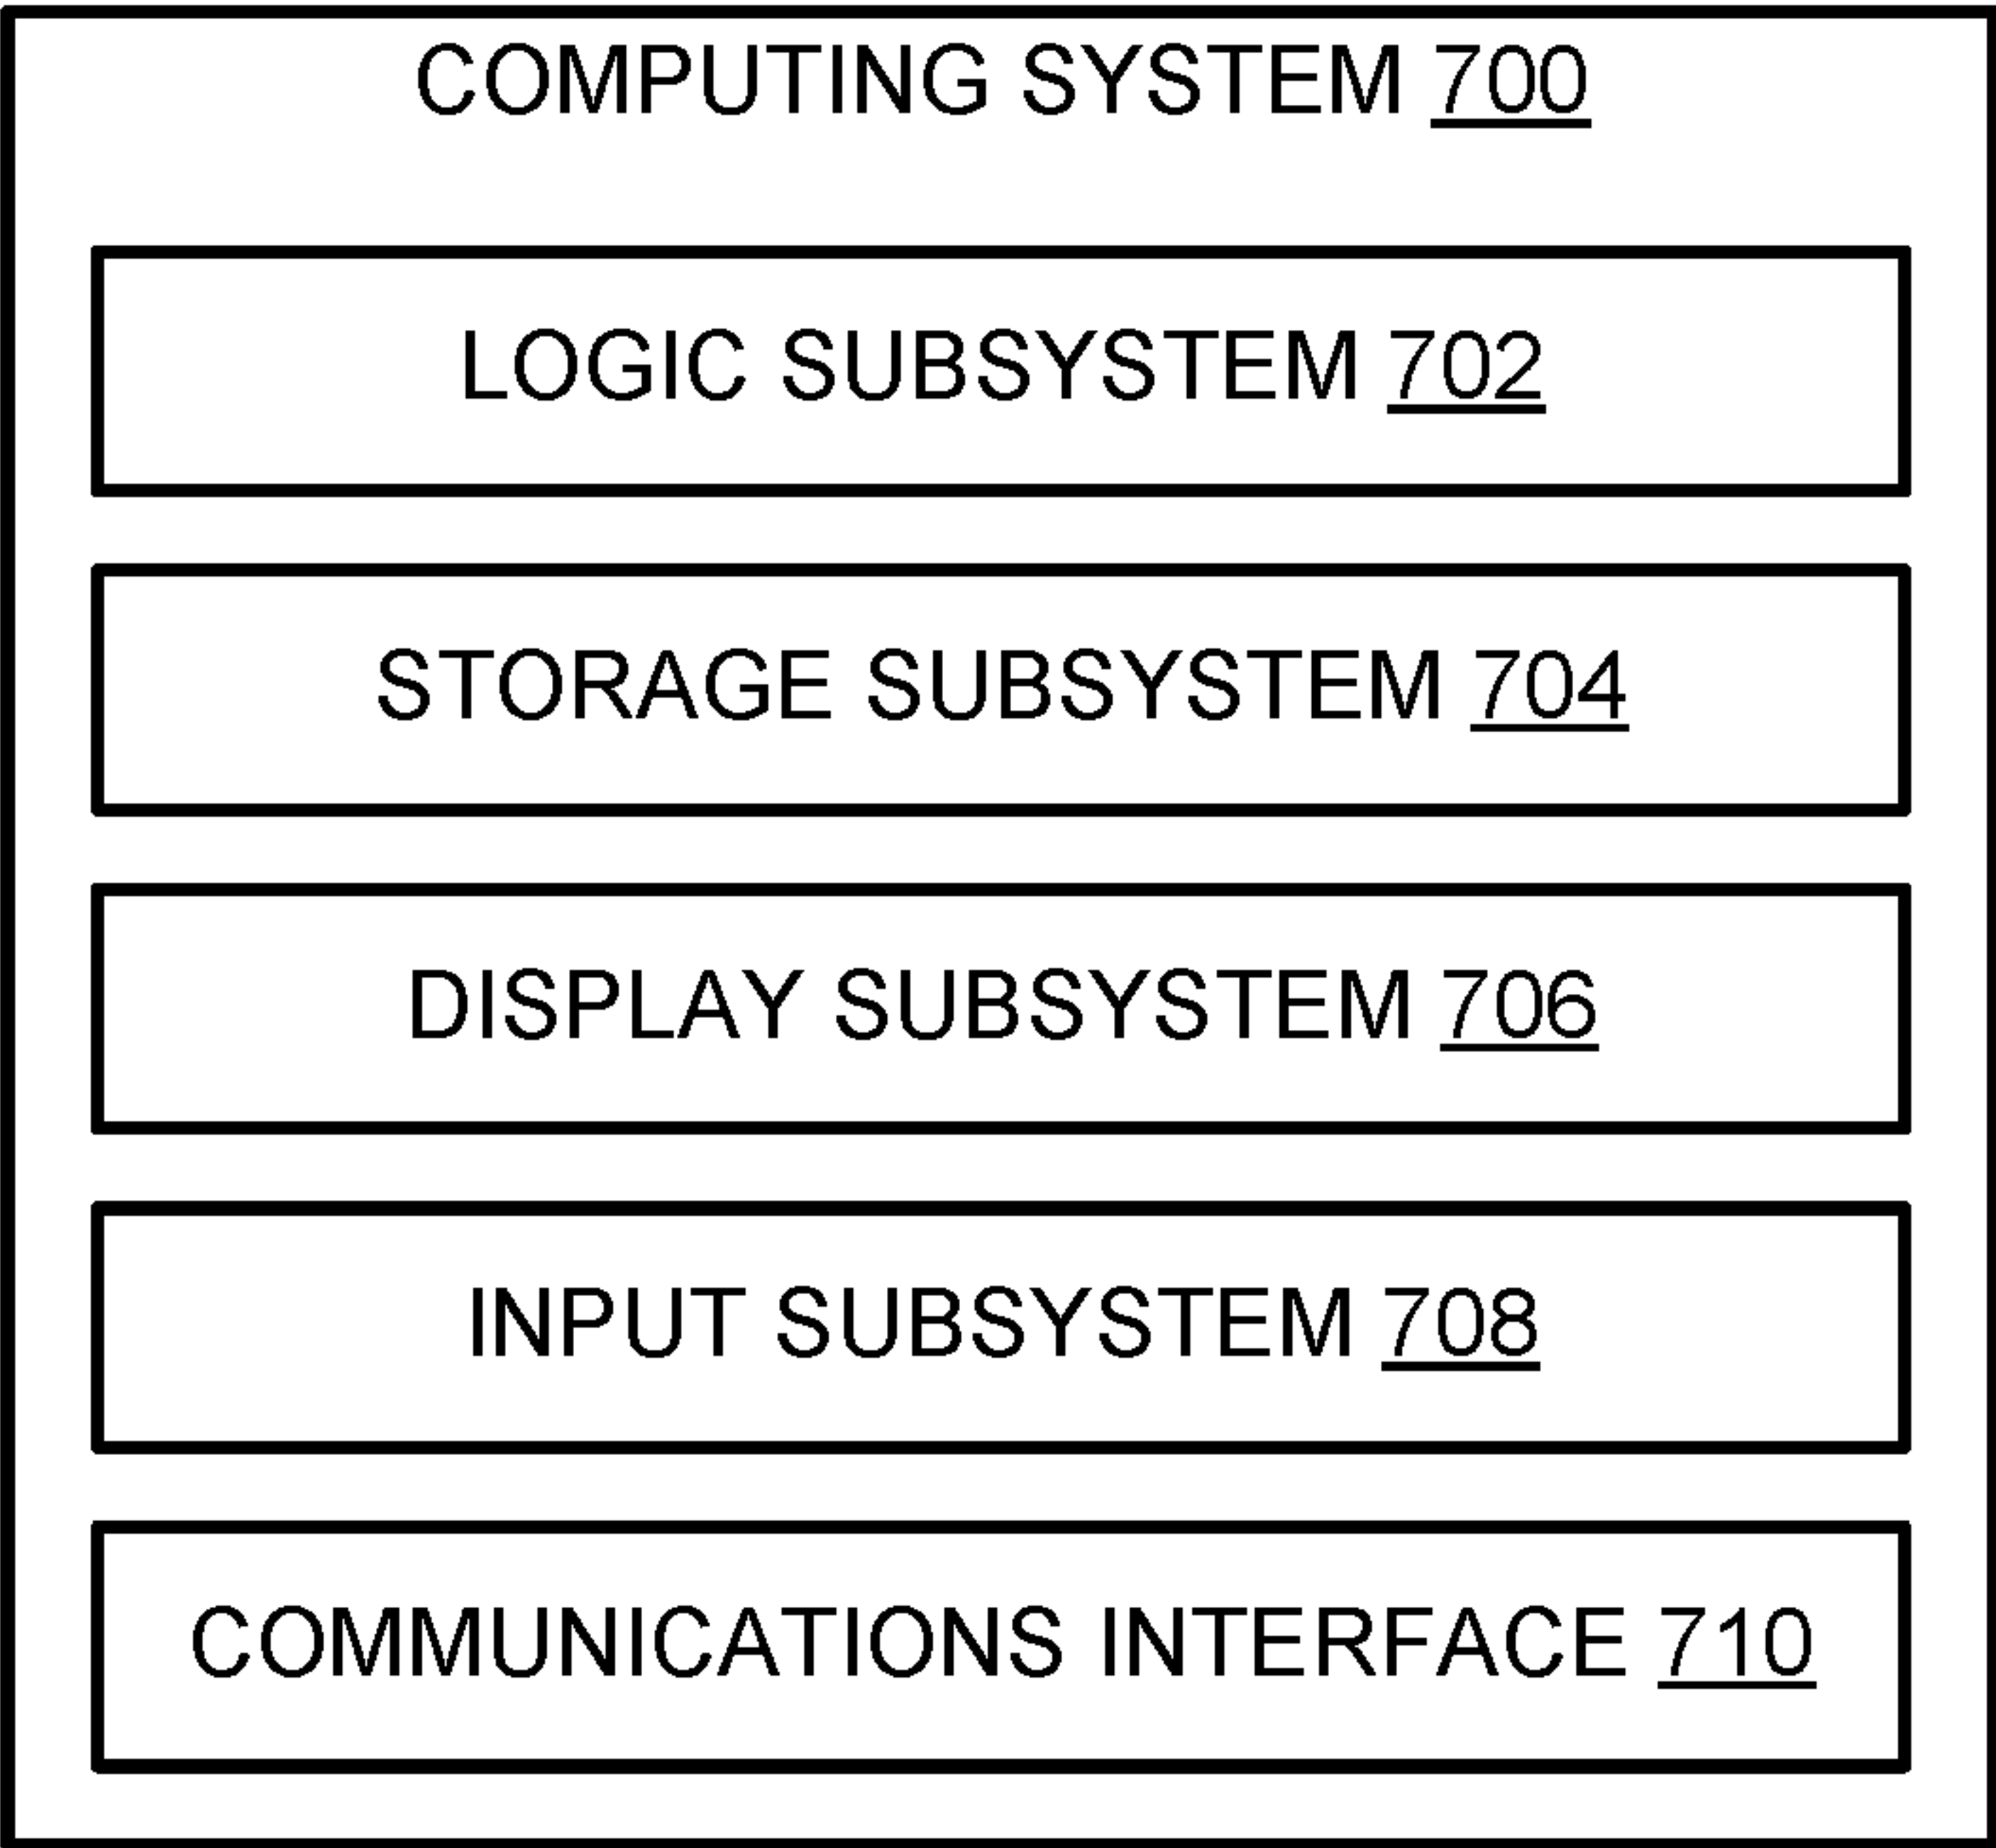 COMPUTING SYSTEM 700
LOGIC SUBSYSTEM 702
STORAGE SUBSYSTEM 704
DISPLAY SUBSYSTEM 706
INPUT SUBSYSTEM 708
COMMUNICATIONS INTERFACE 710